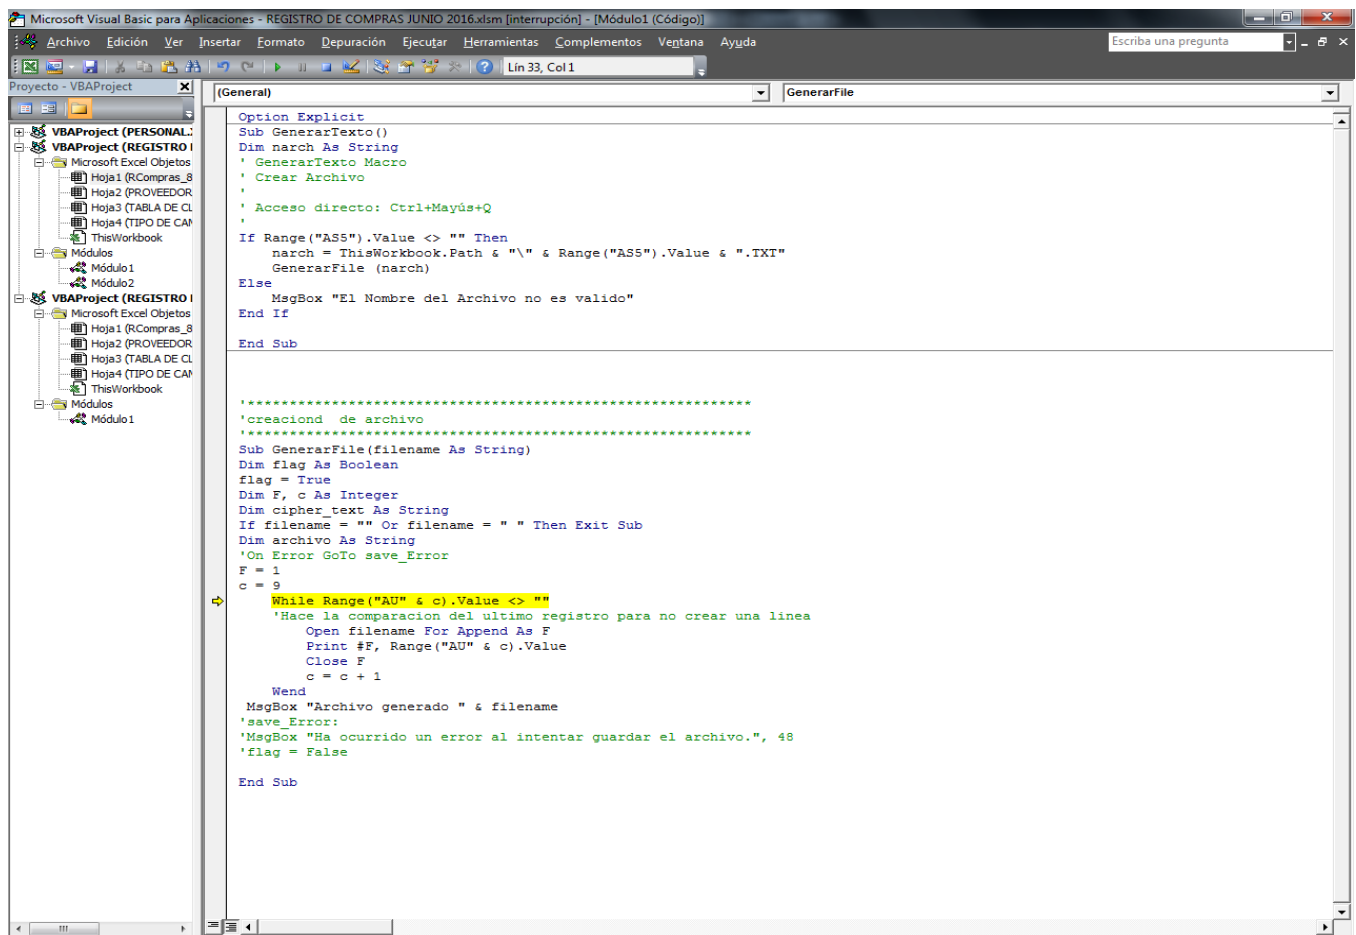 Microsoft Visual Basic para Aplicaciones - REGISTRO DE COMPRAS JUNIO 2016.xlsm [interrupción] - [Módulo1 (Código)]
Archivo Edición Ver Insertar Formato Depuración Ejecutar Herramientas Complementos Ventana Ayuda
Escriba una pregunta
Lín 33, Col 1
Proyecto - VBAProject
VBAProject (PERSONAL.
VBAProject (REGISTRO
Microsoft Excel Objetos
Hoja1 (RCompras_8
Hoja2 (PROVEEDOR
Hoja3 (TABLA DE CL
Hoja4 (TIPO DE CAN
ThisWorkbook
Módulos
Módulo1
Módulo2
VBAProject (REGISTRO
Microsoft Excel Objetos
Hoja1 (RCompras_8
Hoja2 (PROVEEDOR
Hoja3 (TABLA DE CL
Hoja4 (TIPO DE CAN
ThisWorkbook
Módulos
Módulo1
(General)
GenerarFile
Option Explicit
Sub GenerarTexto()
Dim narch As String
' GenerarTexto Macro
' Crear Archivo
'
' Acceso directo: Ctrl+Mayús+Q
'
If Range("AS5").Value <> "" Then
narch = ThisWorkbook.Path & "\" & Range("AS5").Value & ".TXT"
GenerarFile (narch)
Else
MsgBox "El Nombre del Archivo no es valido"
End If
End Sub
'************************************************************
'creaciond  de archivo
'************************************************************
Sub GenerarFile(filename As String)
Dim flag As Boolean
flag = True
Dim F, c As Integer
Dim cipher_text As String
If filename = "" Or filename = " " Then Exit Sub
Dim archivo As String
'On Error GoTo save_Error
F = 1
c = 9
While Range("AU" & c).Value <> ""
'Hace la comparacion del ultimo registro para no crear una linea
Open filename For Append As F
Print #F, Range("AU" & c).Value
Close F
c = c + 1
Wend
MsgBox "Archivo generado " & filename
'save_Error:
'MsgBox "Ha ocurrido un error al intentar guardar el archivo.", 48
'flag = False
End Sub